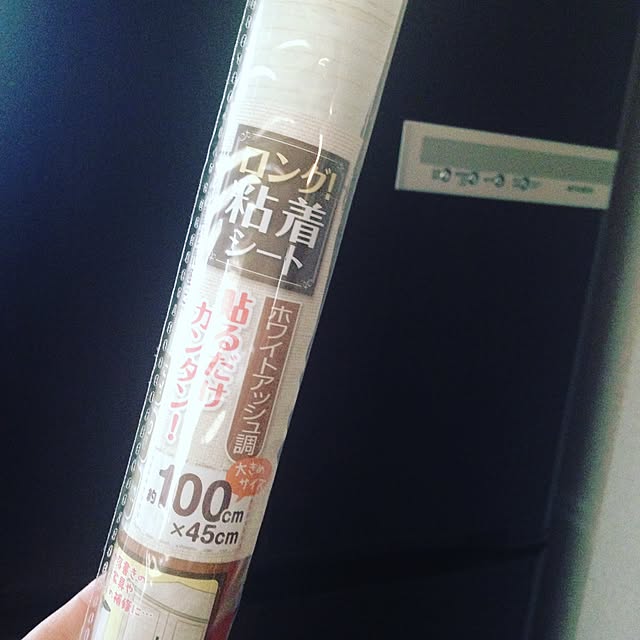 ロング!
粘着
シート
ホワイトアッシュ調
貼るだけ
カンタン!
大きめ
サイズ
約100cm
×45cm